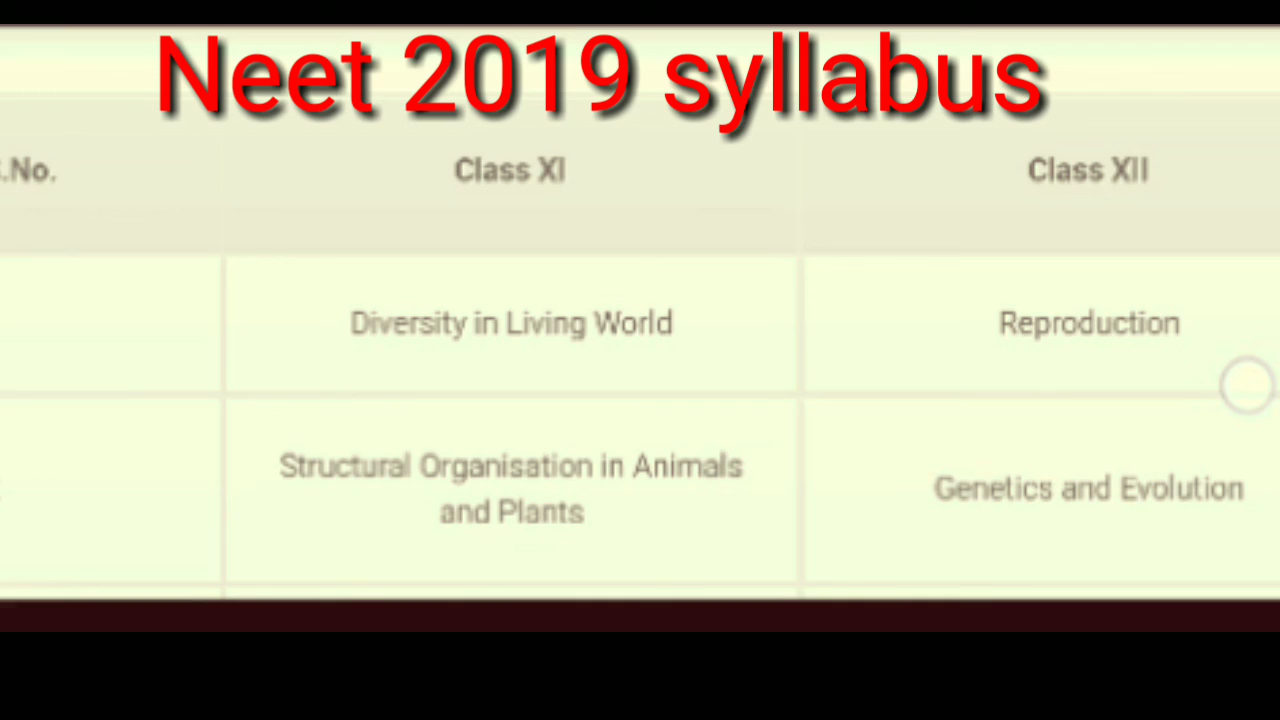 Neet 2019 syllabus
.No.
Class XI
Class XII
Diversity in Living World
Reproduction
Structural Organisation in Animals
and Plants
Genetics and Evolution